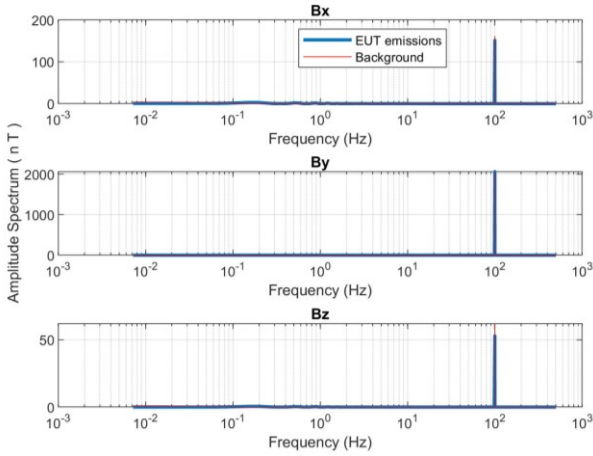 Bx
EUT emissions
Background
200
100
0
10-3 10-2 10-1 100 101 102 103
Frequency (Hz)
Amplitude Spectrum ( n T )
By
2000
1000
0
10-3 10-2 10-1 100 101 102 103
Frequency (Hz)
Bz
50
0
10-3 10-2 10-1 100 101 102 103
Frequency (Hz)